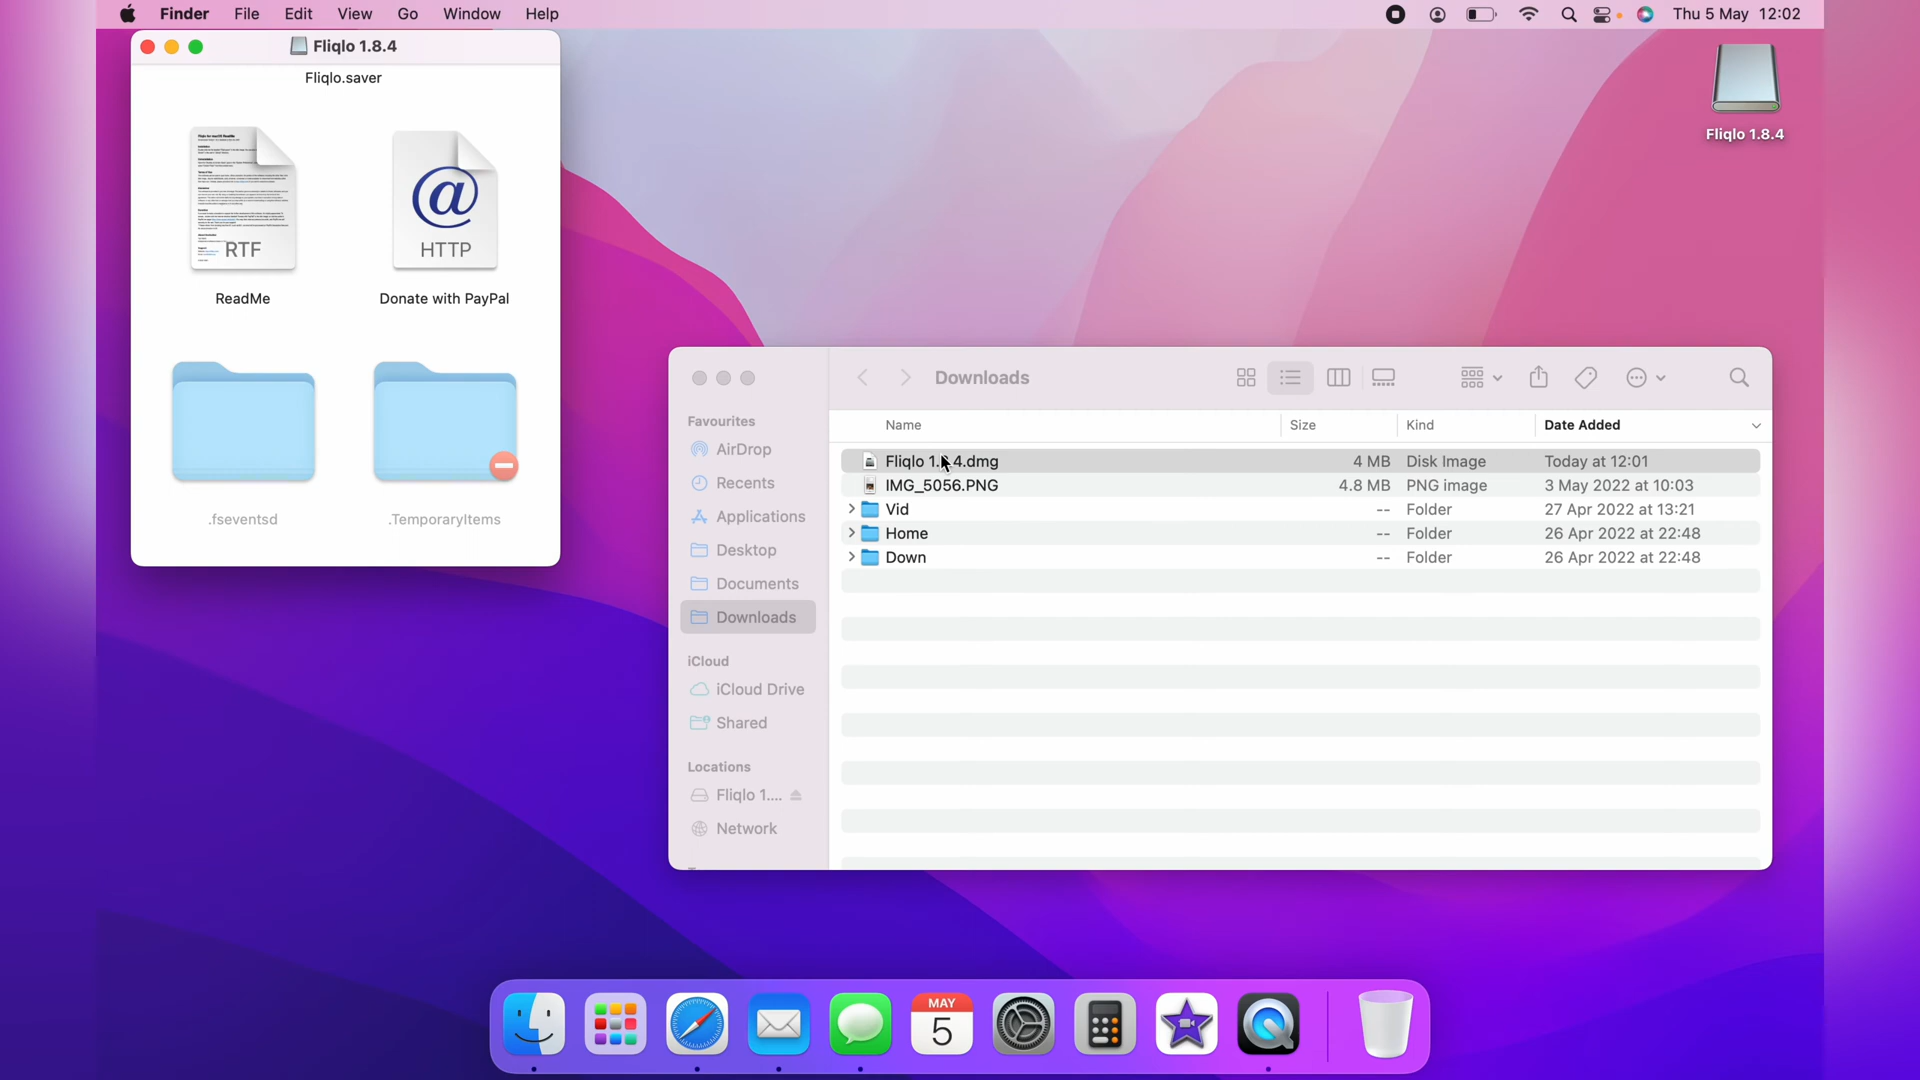 Finder File Edit View Go Window Help Thu 5 May 12:02
Fliqlo 1.8.4
Fliqlo.saver
RTF
HTTP
ReadMe
Donate with PayPal
.fseventsd
.TemporaryItems
Fliqlo 1.8.4
Downloads
Favourites
AirDrop
Recents
Applications
Desktop
Documents
Downloads
iCloud
iCloud Drive
Shared
Locations
Fliqlo 1....
Network
Name Size Kind Date Added
Fliqlo 1.8.4.dmg 4 MB Disk Image Today at 12:01
IMG_5056.PNG 4.8 MB PNG image 3 May 2022 at 10:03
Vid -- Folder 27 Apr 2022 at 13:21
Home -- Folder 26 Apr 2022 at 22:48
Down -- Folder 26 Apr 2022 at 22:48
MAY
5